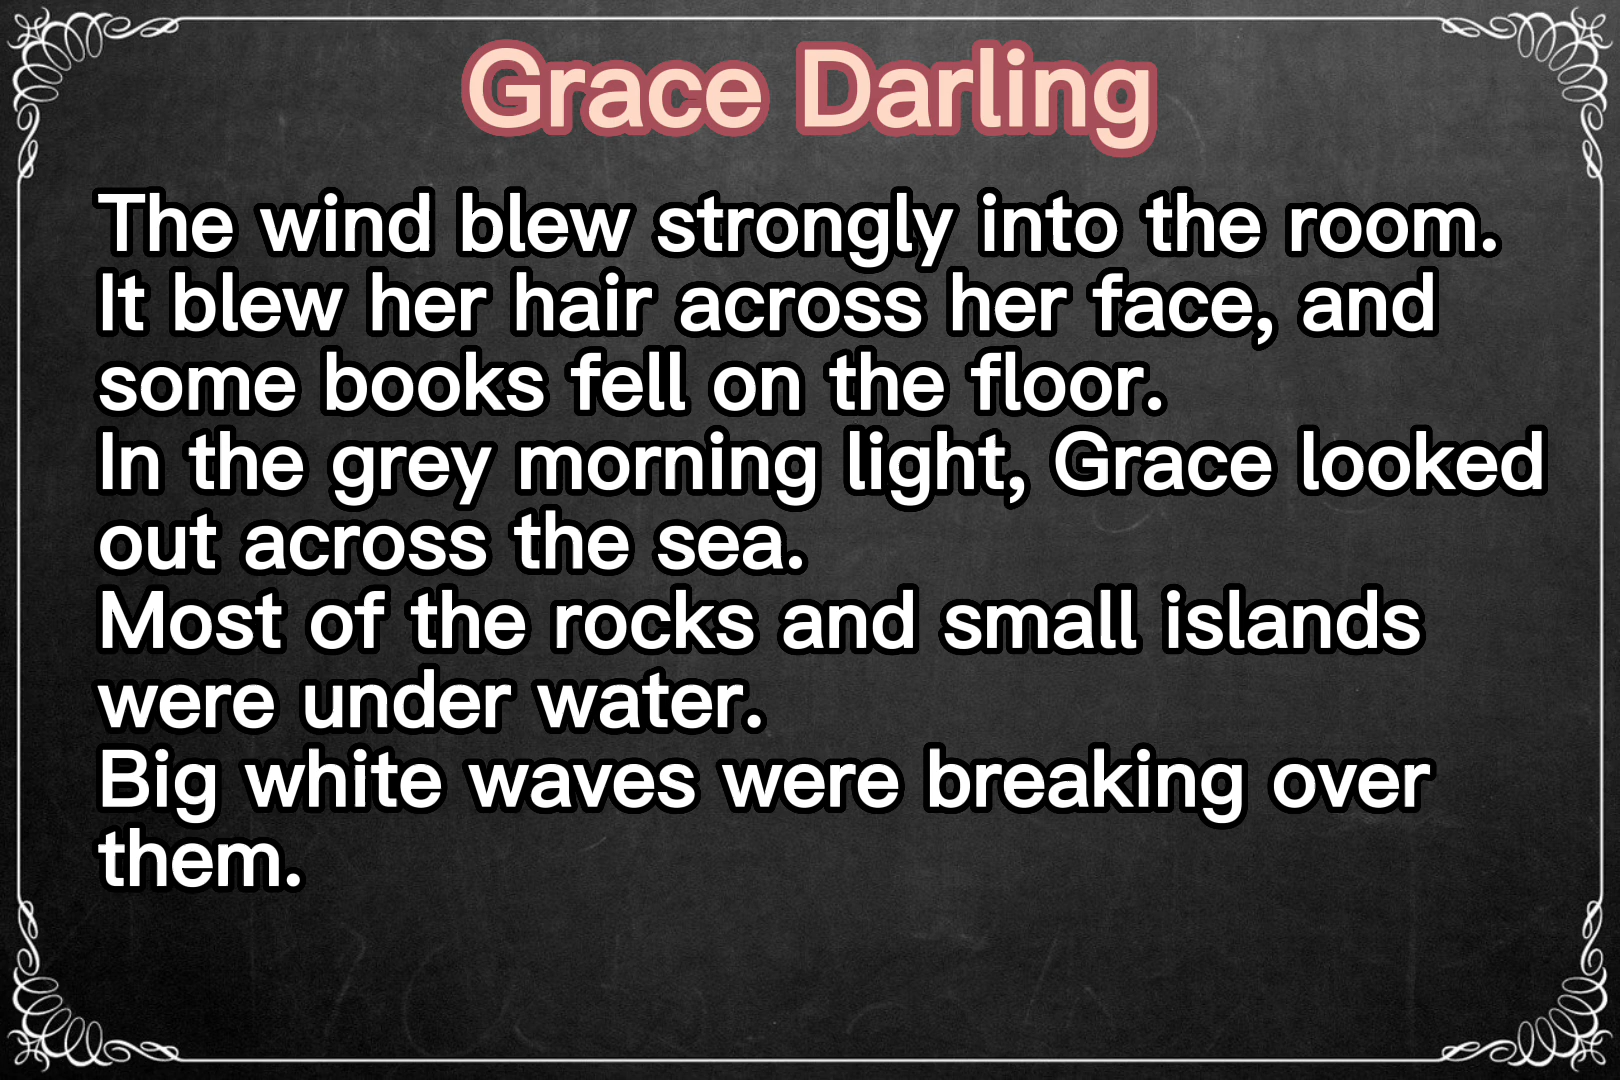 Grace Darling
The wind blew strongly into the room.
It blew her hair across her face, and
some books fell on the floor.
In the grey morning light, Grace looked
out across the sea.
Most of the rocks and small islands
were under water.
Big white waves were breaking over
them.